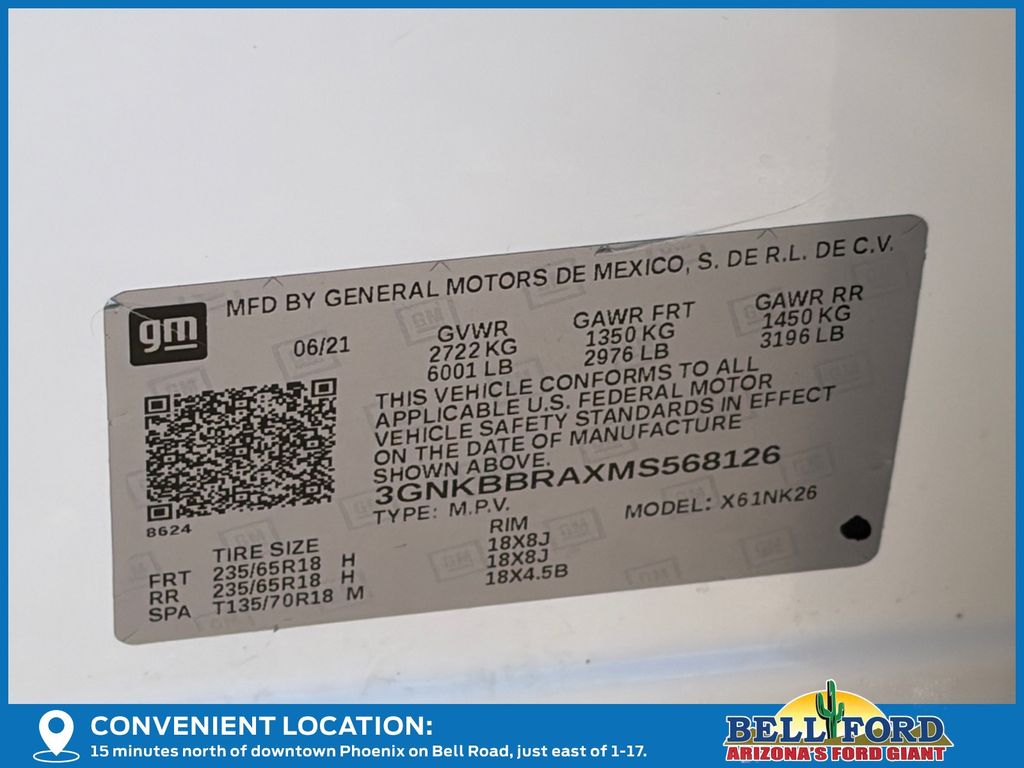 gm
MFD BY GENERAL MOTORS DE MEXICO, S. DE R.L. DE C.V.
06/21
GVWR
2722 KG
6001 LB
GAWR FRT
1350 KG
2976 LB
GAWR RR
1450 KG
3196 LB
THIS VEHICLE CONFORMS TO ALL
APPLICABLE U.S. FEDERAL MOTOR
VEHICLE SAFETY STANDARDS IN EFFECT
ON THE DATE OF MANUFACTURE
SHOWN ABOVE.
3GNKBBRAXMS568126
TYPE: M.P.V.
MODEL: X61NK26
8624
TIRE SIZE
RIM
FRT 235/65R18 H 18X8J
RR 235/65R18 H 18X8J
SPA T135/70R18 M 18X4.5B
CONVENIENT LOCATION:
15 minutes north of downtown Phoenix on Bell Road, just east of 1-17.
BELL FORD
ARIZONA'S FORD GIANT